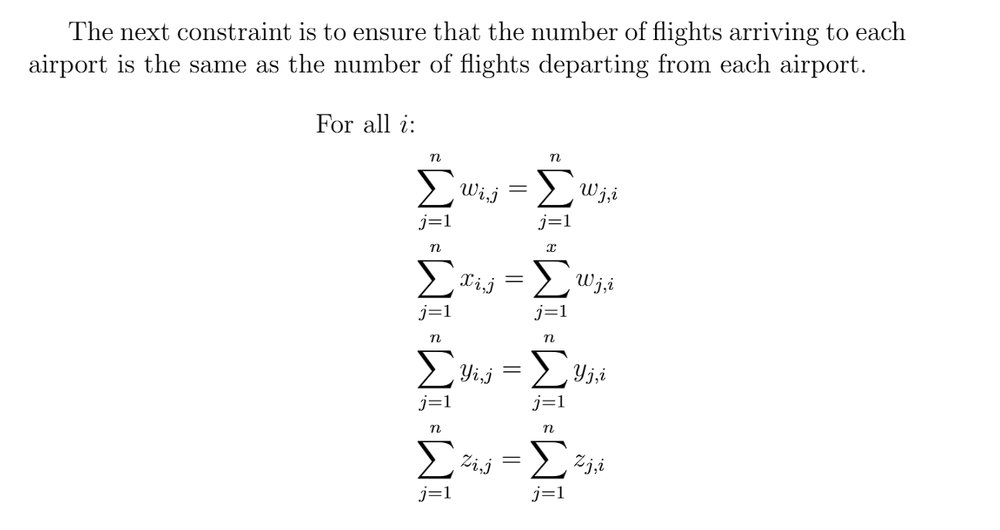 The next constraint is to ensure that the number of flights arriving to each
airport is the same as the number of flights departing from each airport.
For all i:
\sum_{j=1}^{n} w_{i,j} = \sum_{j=1}^{n} w_{j,i}
\sum_{j=1}^{n} x_{i,j} = \sum_{j=1}^{x} w_{j,i}
\sum_{j=1}^{n} y_{i,j} = \sum_{j=1}^{n} y_{j,i}
\sum_{j=1}^{n} z_{i,j} = \sum_{j=1}^{n} z_{j,i}